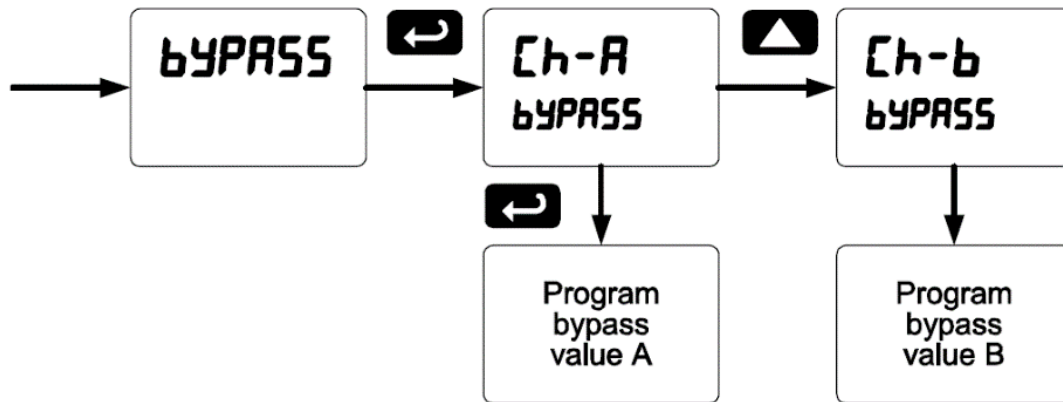 bYPASS
Ch-A
bYPASS
Ch-b
bYPASS
Program
bypass
value A
Program
bypass
value B